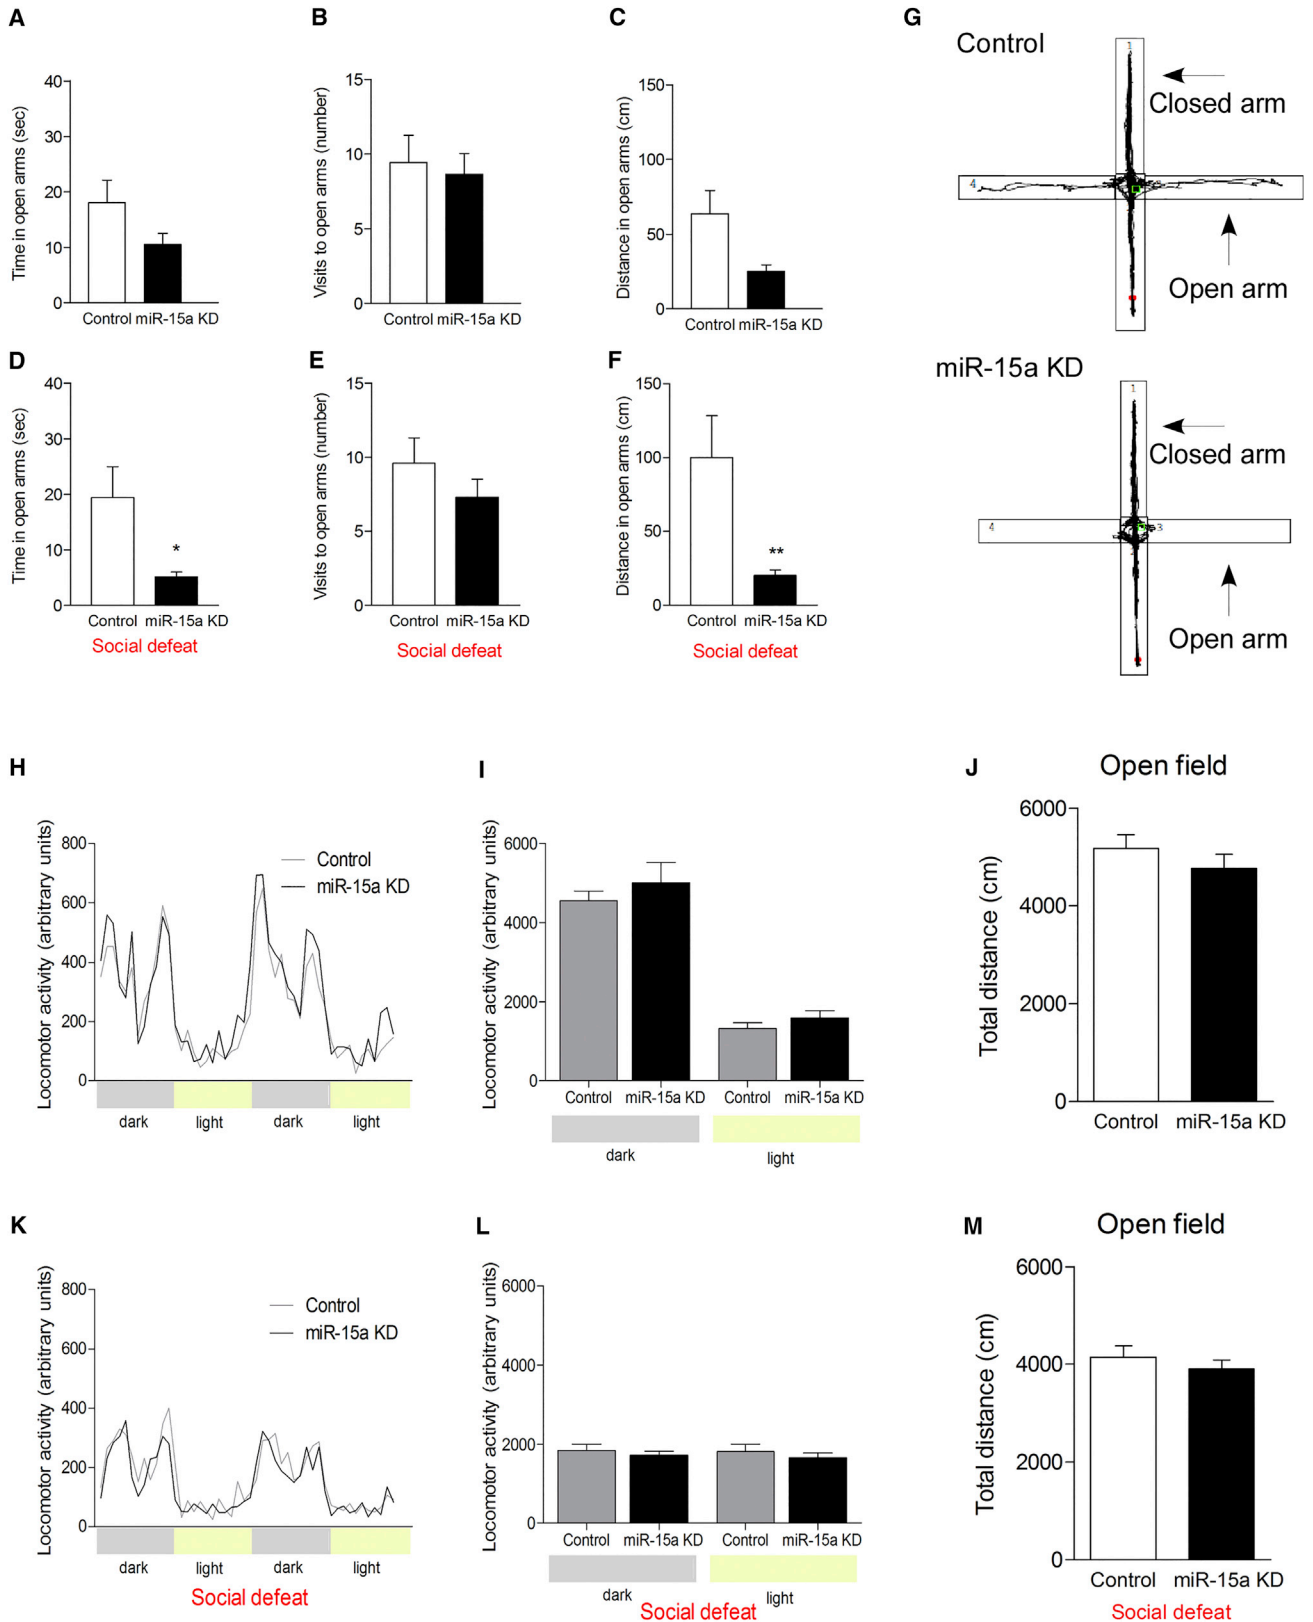 A
Time in open arms (sec)
40
30
20
10
0
Control miR-15a KD
B
Visits to open arms (number)
15
10
5
0
Control miR-15a KD
C
Distance in open arms (cm)
150
100
50
0
Control miR-15a KD
G
Control
1
Closed arm
4
Open arm
miR-15a KD
1
Closed arm
4
3
Open arm
D
Time in open arms (sec)
40
30
20
10
0
*
Control miR-15a KD
Social defeat
E
Visits to open arms (number)
15
10
5
0
Control miR-15a KD
Social defeat
F
Distance in open arms (cm)
150
100
50
0
**
Control miR-15a KD
Social defeat
H
Locomotor activity (arbitrary units)
800
600
400
200
0
Control
miR-15a KD
dark light dark light
I
Locomotor activity (arbitrary units)
6000
4000
2000
0
Control miR-15a KD Control miR-15a KD
dark light
J
Open field
Total distance (cm)
6000
4000
2000
0
Control miR-15a KD
K
Locomotor activity (arbitrary units)
800
600
400
200
0
Control
miR-15a KD
dark light dark light
Social defeat
L
Locomotor activity (arbitrary units)
6000
4000
2000
0
Control miR-15a KD Control miR-15a KD
dark light
Social defeat
M
Open field
Total distance (cm)
6000
4000
2000
0
Control miR-15a KD
Social defeat